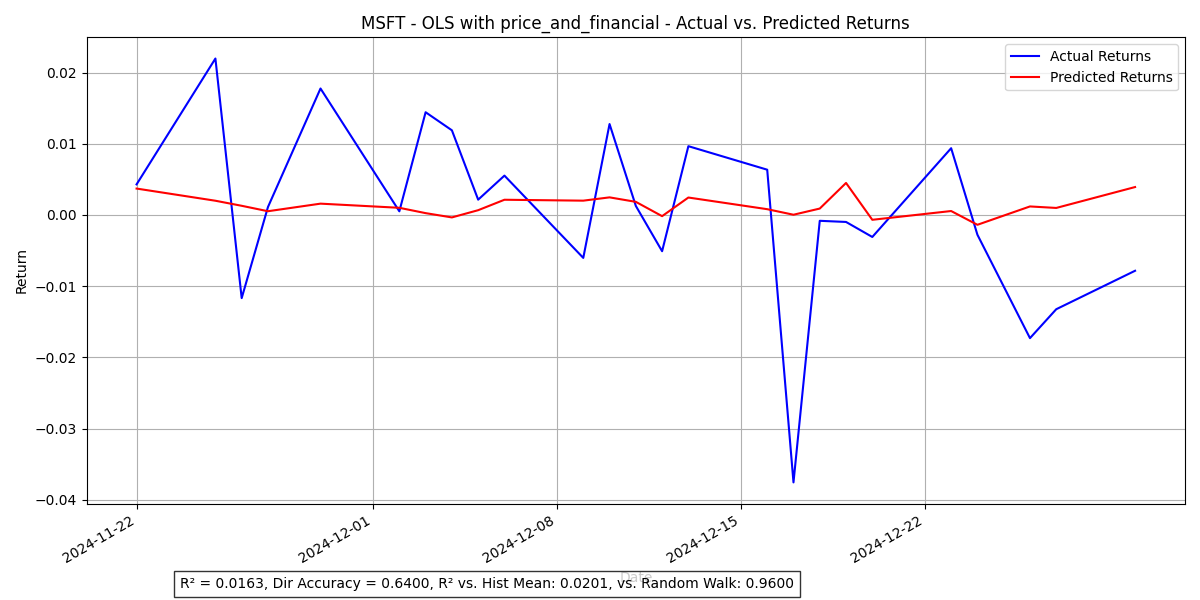 MSFT - OLS with price_and_financial - Actual vs. Predicted Returns
Actual Returns
Predicted Returns
0.02
0.01
0.00
−0.01
−0.02
−0.03
−0.04
Return
2024-11-22
2024-12-01
2024-12-08
2024-12-15
2024-12-22
Date
R² = 0.0163, Dir Accuracy = 0.6400, R² vs. Hist Mean: 0.0201, vs. Random Walk: 0.9600